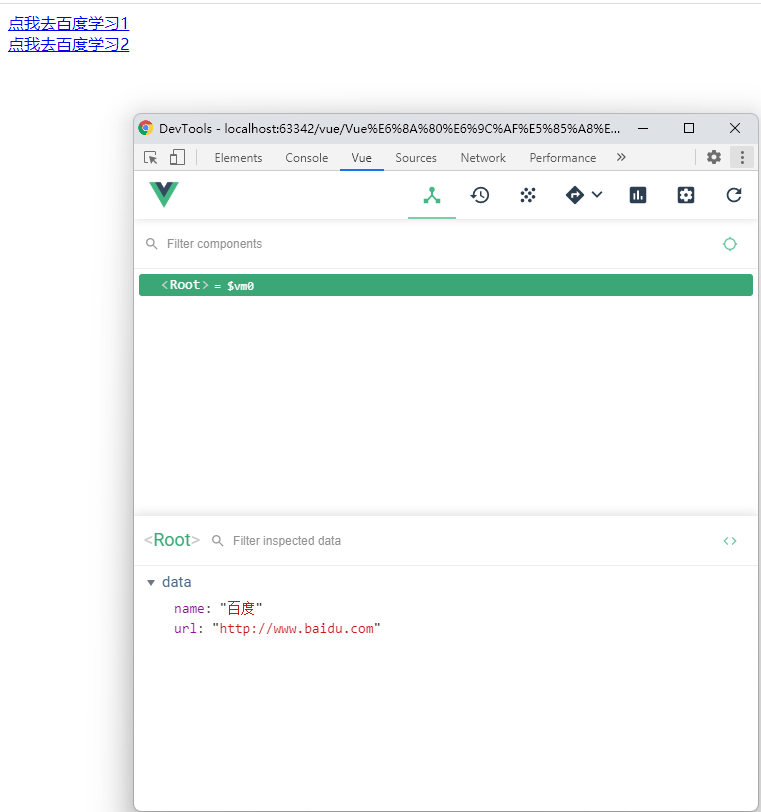 点我去百度学习1
点我去百度学习2
DevTools - localhost:63342/vue/Vue%E6%8A%80%E6%9C%AF%E5%85%A8%E...
Elements Console Vue Sources Network Performance »
Filter components
<Root> = $vm0
<Root> Filter inspected data
data
name: "百度"
url: "http://www.baidu.com"